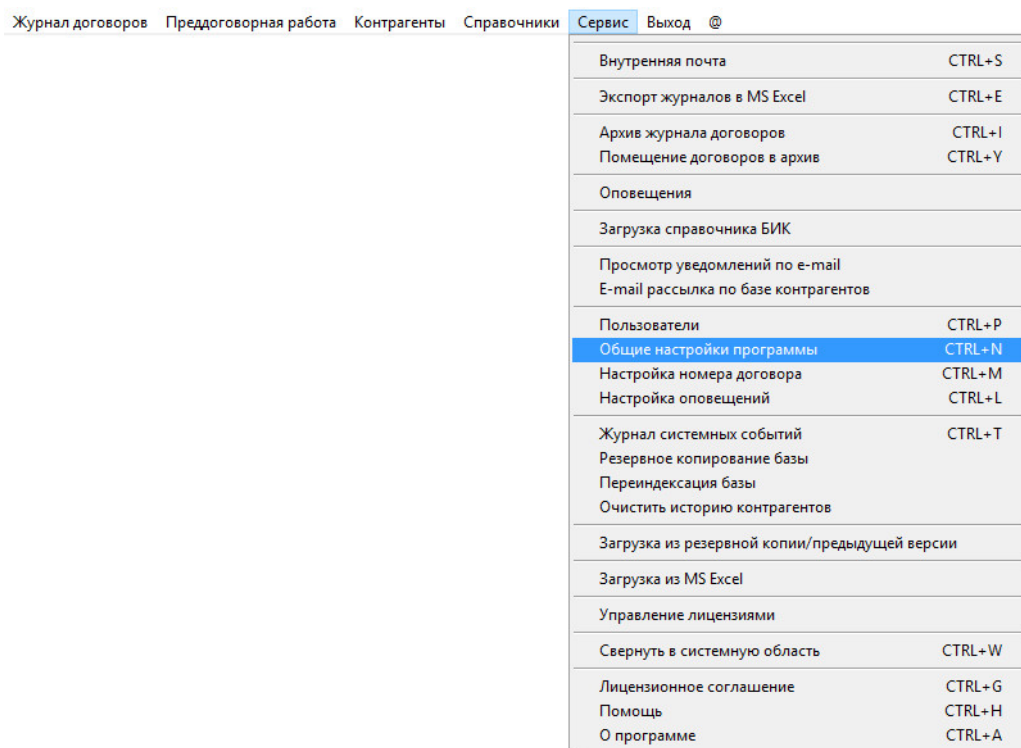 Журнал договоров Преддоговорная работа Контрагенты Справочники Сервис Выход @
Внутренняя почта CTRL+S
Экспорт журналов в MS Excel CTRL+E
Архив журнала договоров CTRL+I
Помещение договоров в архив CTRL+Y
Оповещения
Загрузка справочника БИК
Просмотр уведомлений по e-mail
E-mail рассылка по базе контрагентов
Пользователи CTRL+P
Общие настройки программы CTRL+N
Настройка номера договора CTRL+M
Настройка оповещений CTRL+L
Журнал системных событий CTRL+T
Резервное копирование базы
Переиндексация базы
Очистить историю контрагентов
Загрузка из резервной копии/предыдущей версии
Загрузка из MS Excel
Управление лицензиями
Свернуть в системную область CTRL+W
Лицензионное соглашение CTRL+G
Помощь CTRL+H
О программе CTRL+A